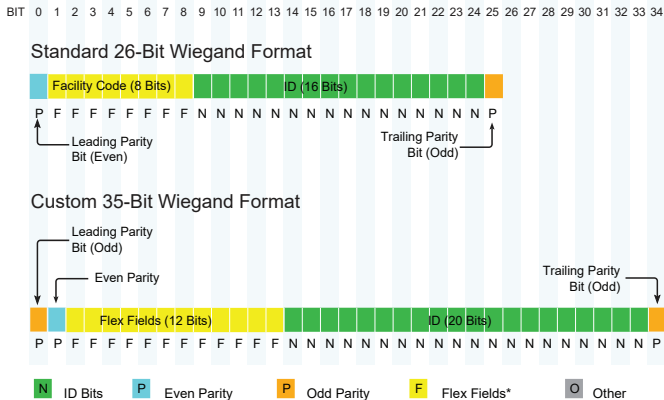 BIT 0 1 2 3 4 5 6 7 8 9 10 11 12 13 14 15 16 17 18 19 20 21 22 23 24 25 26 27 28 29 30 31 32 33 34
Standard 26-Bit Wiegand Format
Facility Code (8 Bits) ID (16 Bits)
P F F F F F F F F N N N N N N N N N N N N N N N N P
Leading Parity
Bit (Even)
Trailing Parity
Bit (Odd)
Custom 35-Bit Wiegand Format
Leading Parity
Bit (Odd)
Even Parity
Trailing Parity
Bit (Odd)
Flex Fields (12 Bits) ID (20 Bits)
P P F F F F F F F F F F F F N N N N N N N N N N N N N N N N N N N N P
N ID Bits P Even Parity P Odd Parity F Flex Fields* O Other